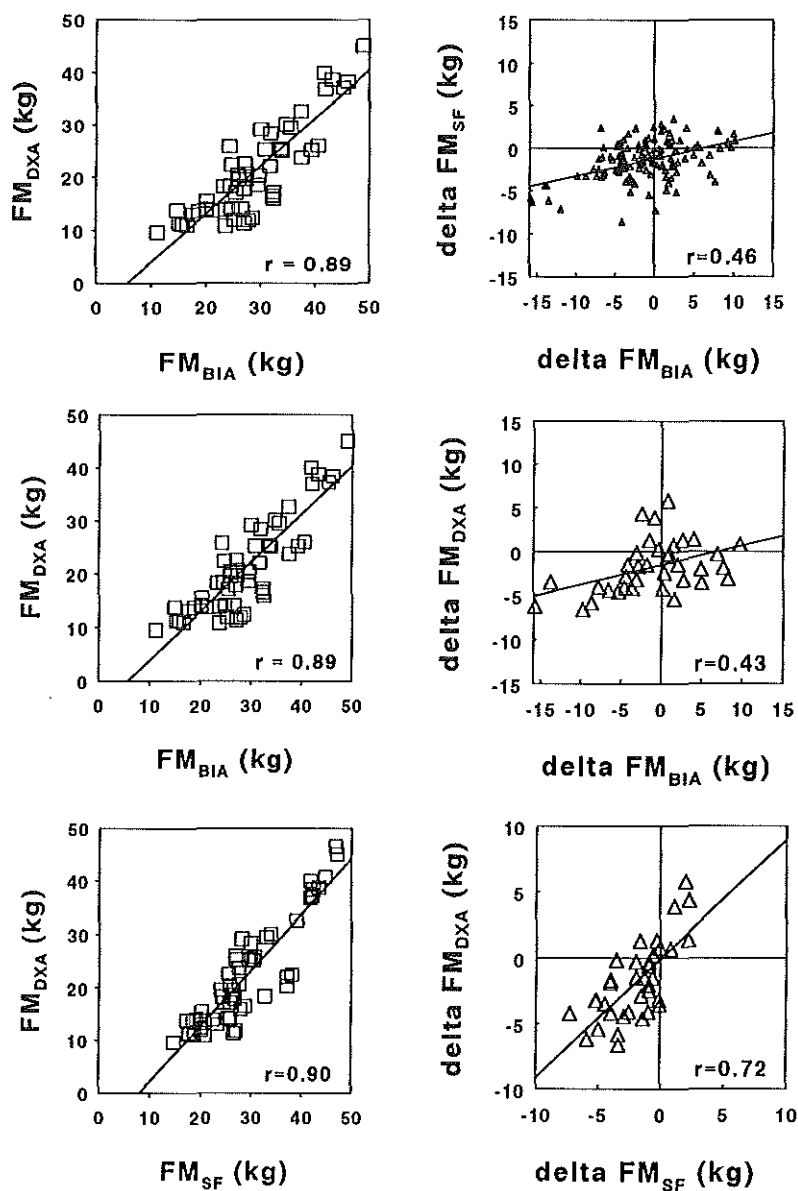 FM_DXA (kg)
50
40
30
20
10
0
0 10 20 30 40 50
r = 0.89
FM_BIA (kg)
delta FM_SF (kg)
15
10
5
0
-5
-10
-15
-15 -10 -5 0 5 10 15
r=0.46
delta FM_BIA (kg)
FM_DXA (kg)
50
40
30
20
10
0
0 10 20 30 40 50
r = 0.89
FM_BIA (kg)
delta FM_DXA (kg)
15
10
5
0
-5
-10
-15
-15 -10 -5 0 5 10 15
r=0.43
delta FM_BIA (kg)
FM_DXA (kg)
50
40
30
20
10
0
0 10 20 30 40 50
r=0.90
FM_SF (kg)
delta FM_DXA (kg)
10
5
0
-5
-10
-10 -5 0 5 10
r=0.72
delta FM_SF (kg)